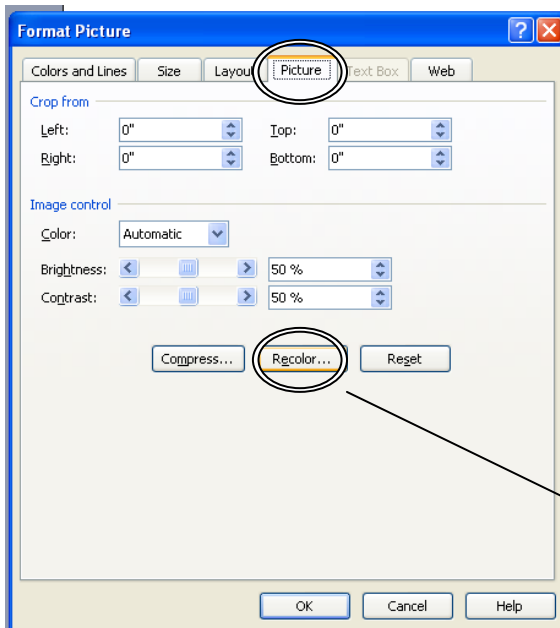 Format Picture
Colors and Lines Size Layout Picture Text Box Web
Crop from
Left: 0" Top: 0"
Right: 0" Bottom: 0"
Image control
Color: Automatic
Brightness: 50 %
Contrast: 50 %
Compress... Recolor... Reset
OK Cancel Help